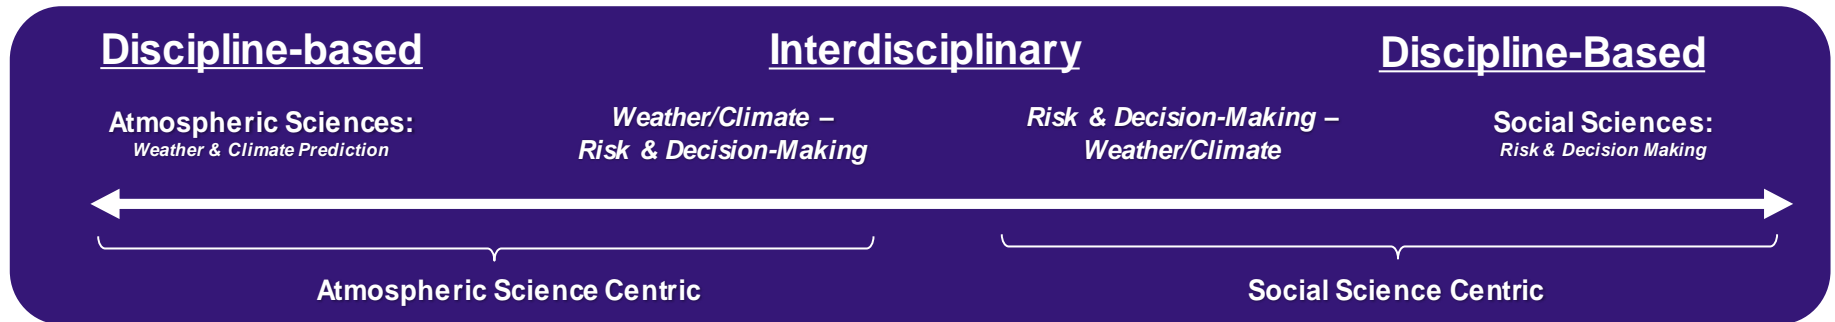 Discipline-based
Interdisciplinary
Discipline-Based
Atmospheric Sciences:
Weather & Climate Prediction
Weather/Climate –
Risk & Decision-Making
Risk & Decision-Making –
Weather/Climate
Social Sciences:
Risk & Decision Making
Atmospheric Science Centric
Social Science Centric